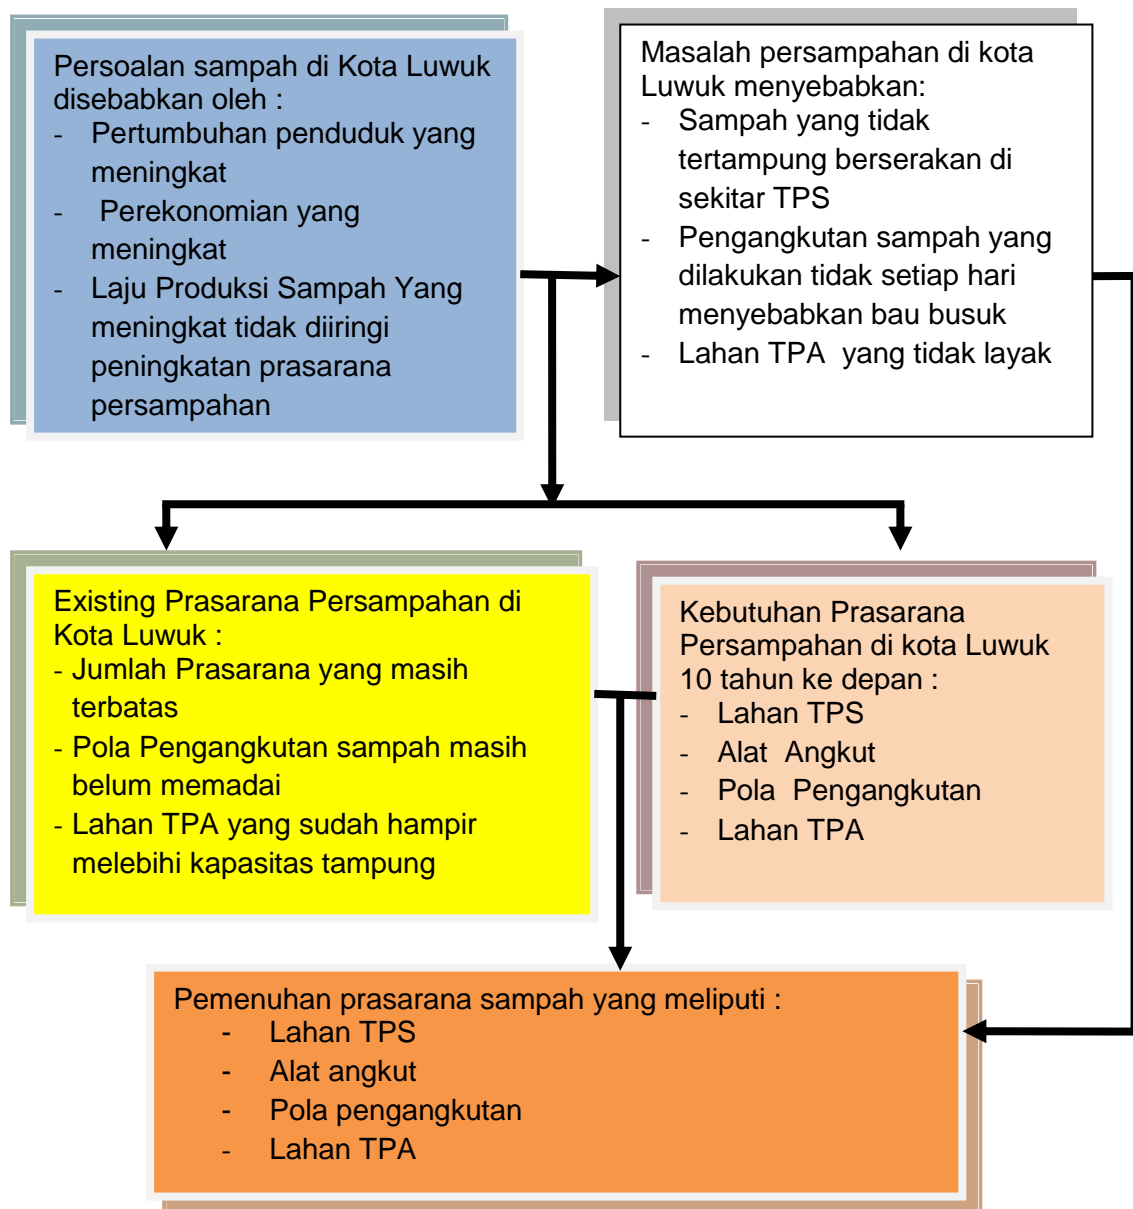 Persoalan sampah di Kota Luwuk
disebabkan oleh :
- Pertumbuhan penduduk yang
meningkat
- Perekonomian yang
meningkat
- Laju Produksi Sampah Yang
meningkat tidak diiringi
peningkatan prasarana
persampahan
Masalah persampahan di kota
Luwuk menyebabkan:
- Sampah yang tidak
tertampung berserakan di
sekitar TPS
- Pengangkutan sampah yang
dilakukan tidak setiap hari
menyebabkan bau busuk
- Lahan TPA yang tidak layak
Existing Prasarana Persampahan di
Kota Luwuk :
- Jumlah Prasarana yang masih
terbatas
- Pola Pengangkutan sampah masih
belum memadai
- Lahan TPA yang sudah hampir
melebihi kapasitas tampung
Kebutuhan Prasarana
Persampahan di kota Luwuk
10 tahun ke depan :
- Lahan TPS
- Alat Angkut
- Pola Pengangkutan
- Lahan TPA
Pemenuhan prasarana sampah yang meliputi :
- Lahan TPS
- Alat angkut
- Pola pengangkutan
- Lahan TPA